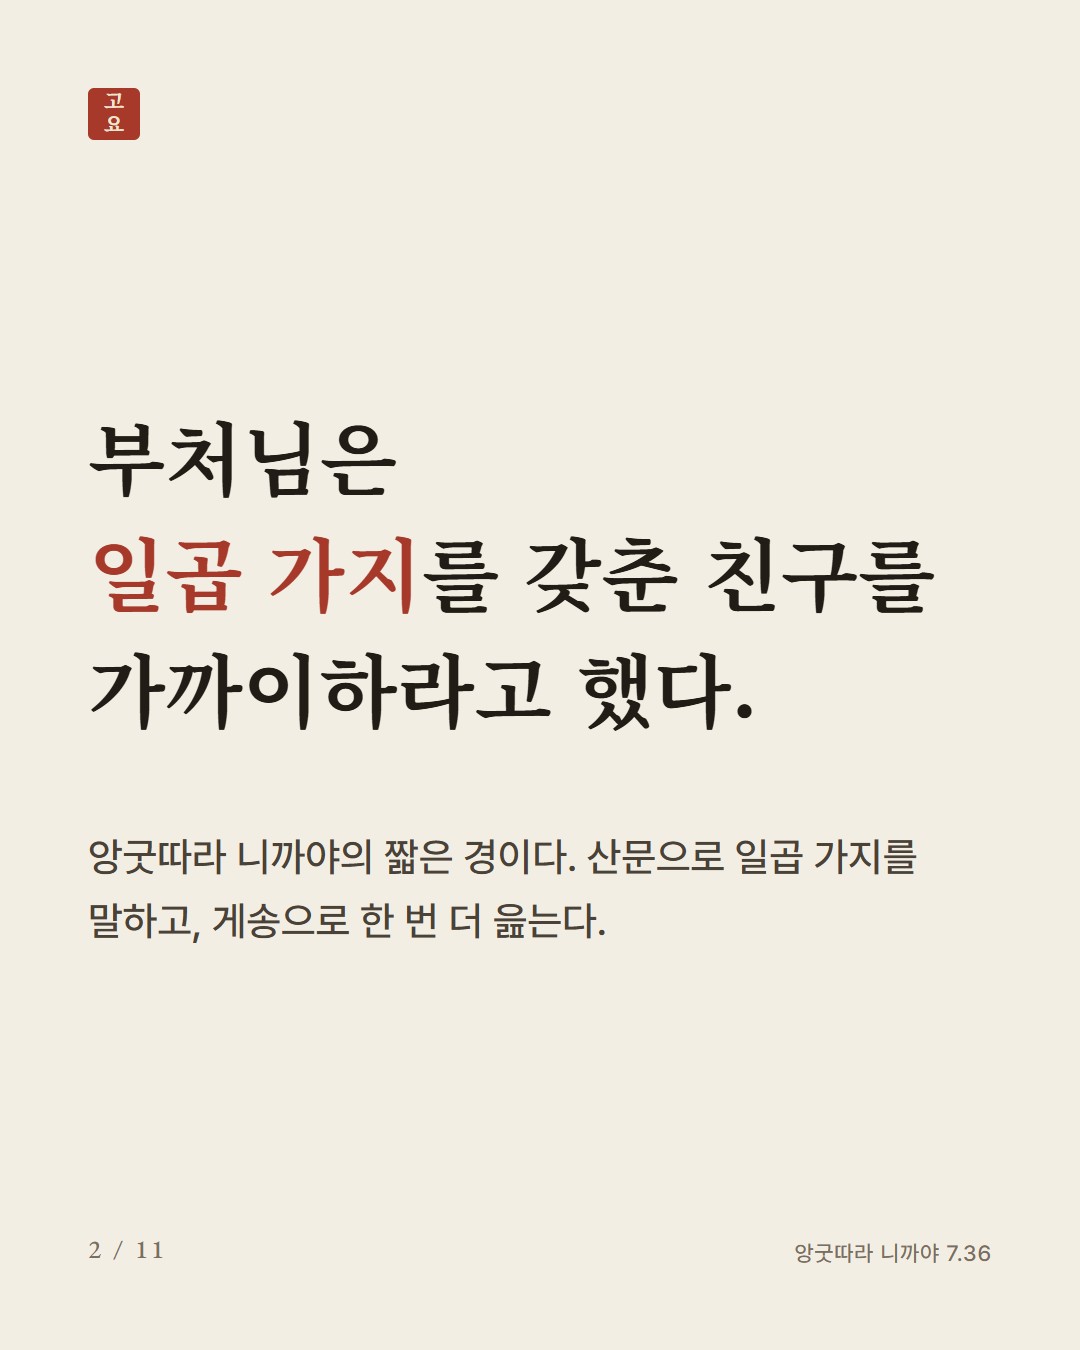 고
요
부처님은
일곱 가지를 갖춘 친구를
가까이하라고 했다.
앙굿따라 니까야의 짧은 경이다. 산문으로 일곱 가지를
말하고, 게송으로 한 번 더 읊는다.
2 / 11
앙굿따라 니까야 7.36